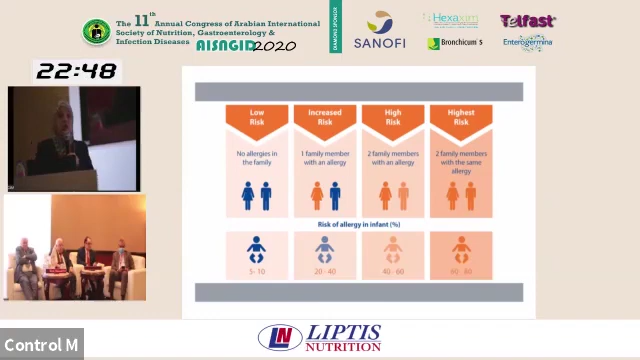 The 11th Annual Congress of Arabian International
Society of Nutrition, Gastroenterology &
Infection Diseases AISNGID2020
DIAMOND SPONSOR
SANOFI
Hexaxim
Telfast
Bronchicum S
Enterogermina
22:48
Low Risk
Increased Risk
High Risk
Highest Risk
No allergies in the family
1 family member with an allergy
2 family members with an allergy
2 family members with the same allergy
Risk of allergy in infant (%)
5- 10
20 - 40
40 - 60
60 - 80
LN LIPTIS
NUTRITION
Control M